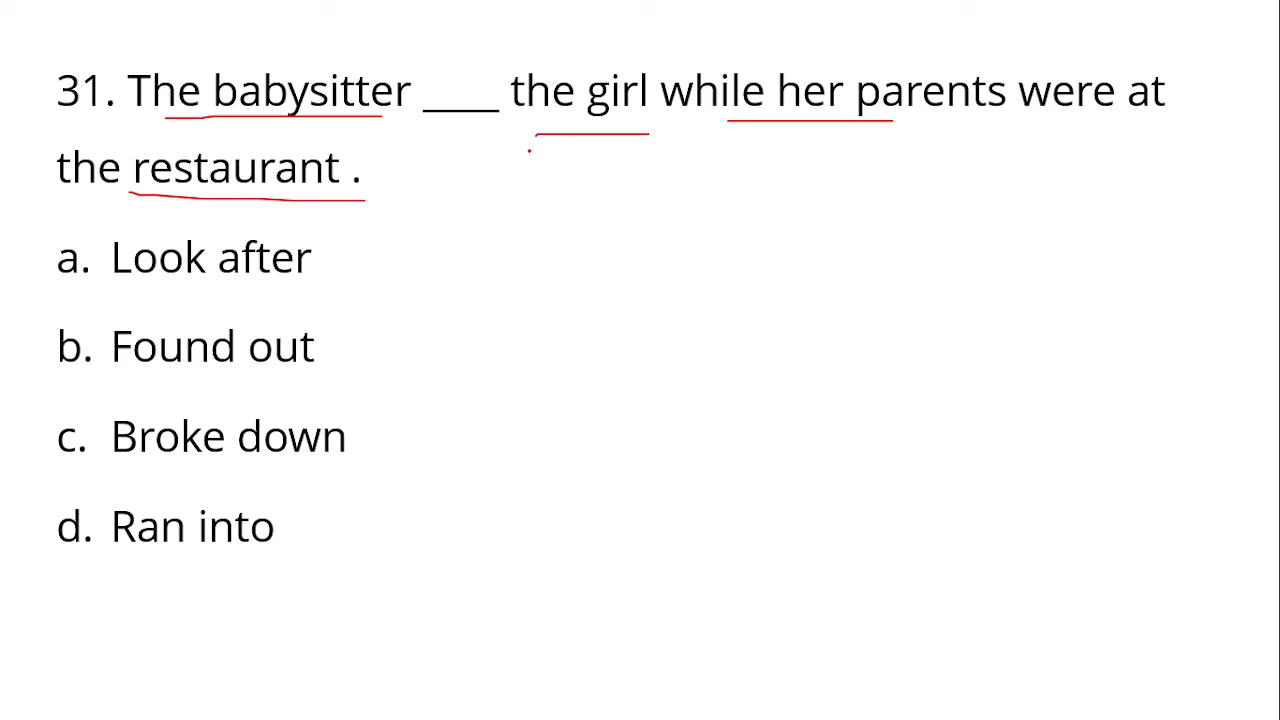 31. The babysitter ____ the girl while her parents were at
the restaurant .
a. Look after
b. Found out
c. Broke down
d. Ran into